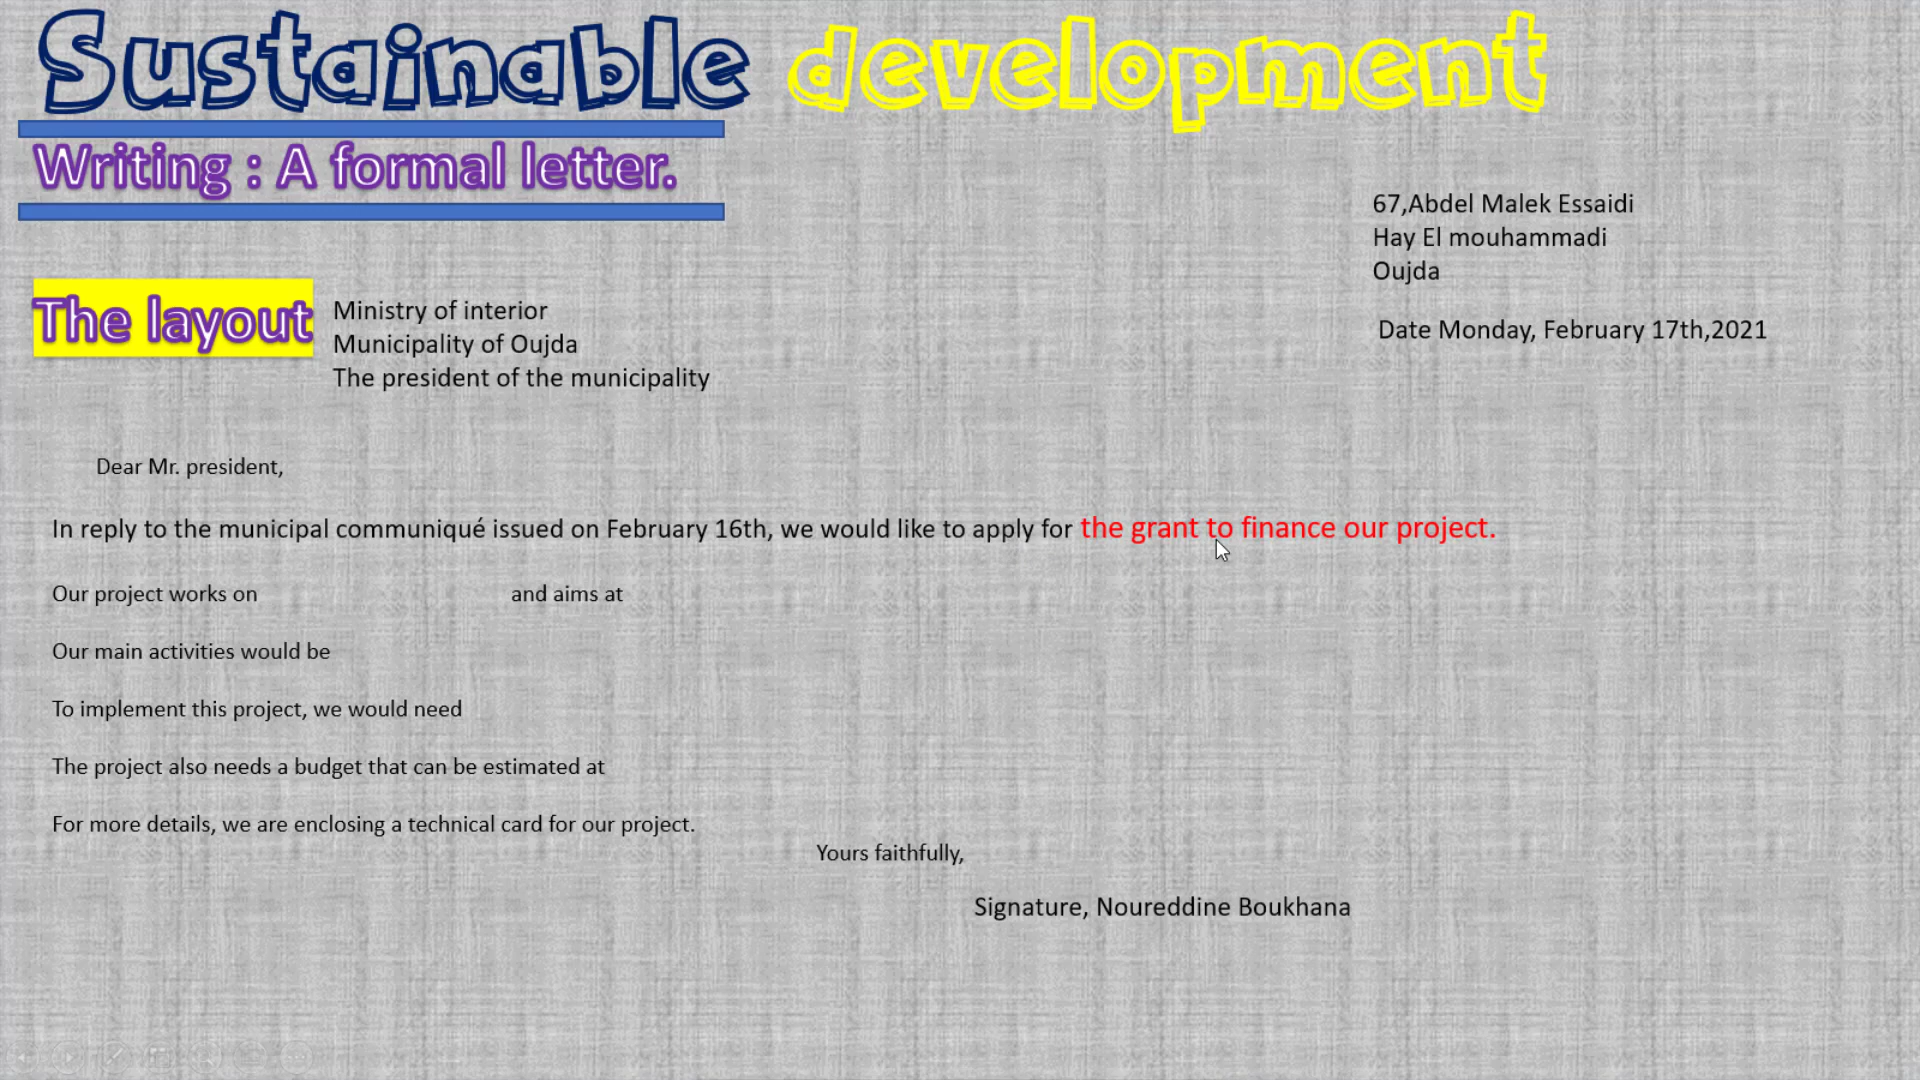 Sustainable development
Writing : A formal letter.
67,Abdel Malek Essaidi
Hay El mouhammadi
Oujda
The layout
Ministry of interior
Municipality of Oujda
The president of the municipality
Date Monday, February 17th,2021
Dear Mr. president,
In reply to the municipal communiqué issued on February 16th, we would like to apply for the grant to finance our project.
Our project works on and aims at
Our main activities would be
To implement this project, we would need
The project also needs a budget that can be estimated at
For more details, we are enclosing a technical card for our project.
Yours faithfully,
Signature, Noureddine Boukhana